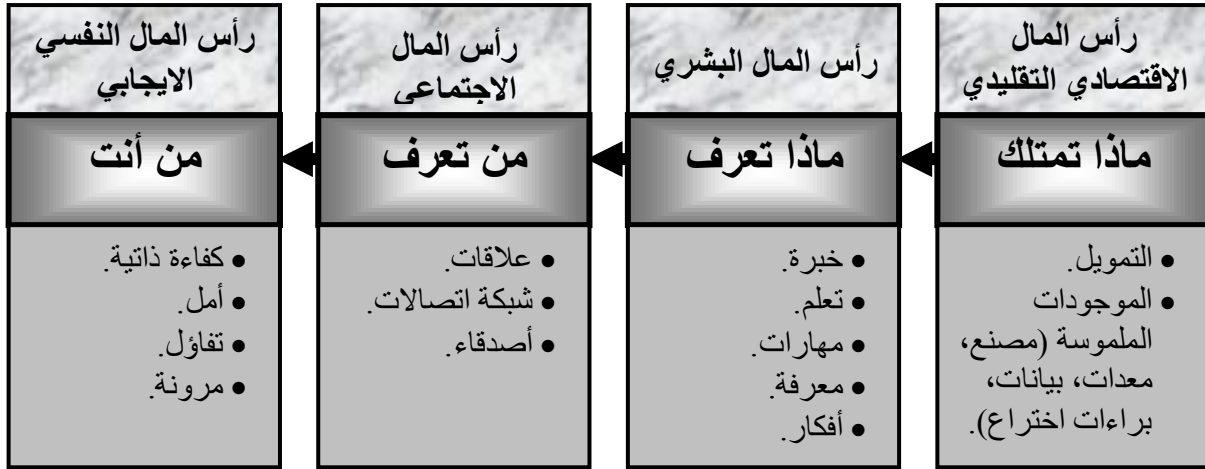 رأس المال
الاقتصادي التقليدي
ماذا تمتلك
• التمويل.
• الموجودات
الملموسة (مصنع،
معدات، بيانات،
براءات اختراع).
رأس المال البشري
ماذا تعرف
• خبرة.
• تعلم.
• مهارات.
• معرفة.
• أفكار.
رأس المال
الاجتماعي
من تعرف
• علاقات.
• شبكة اتصالات.
• أصدقاء.
رأس المال النفسي
الايجابي
من أنت
• كفاءة ذاتية.
• أمل.
• تفاؤل.
• مرونة.